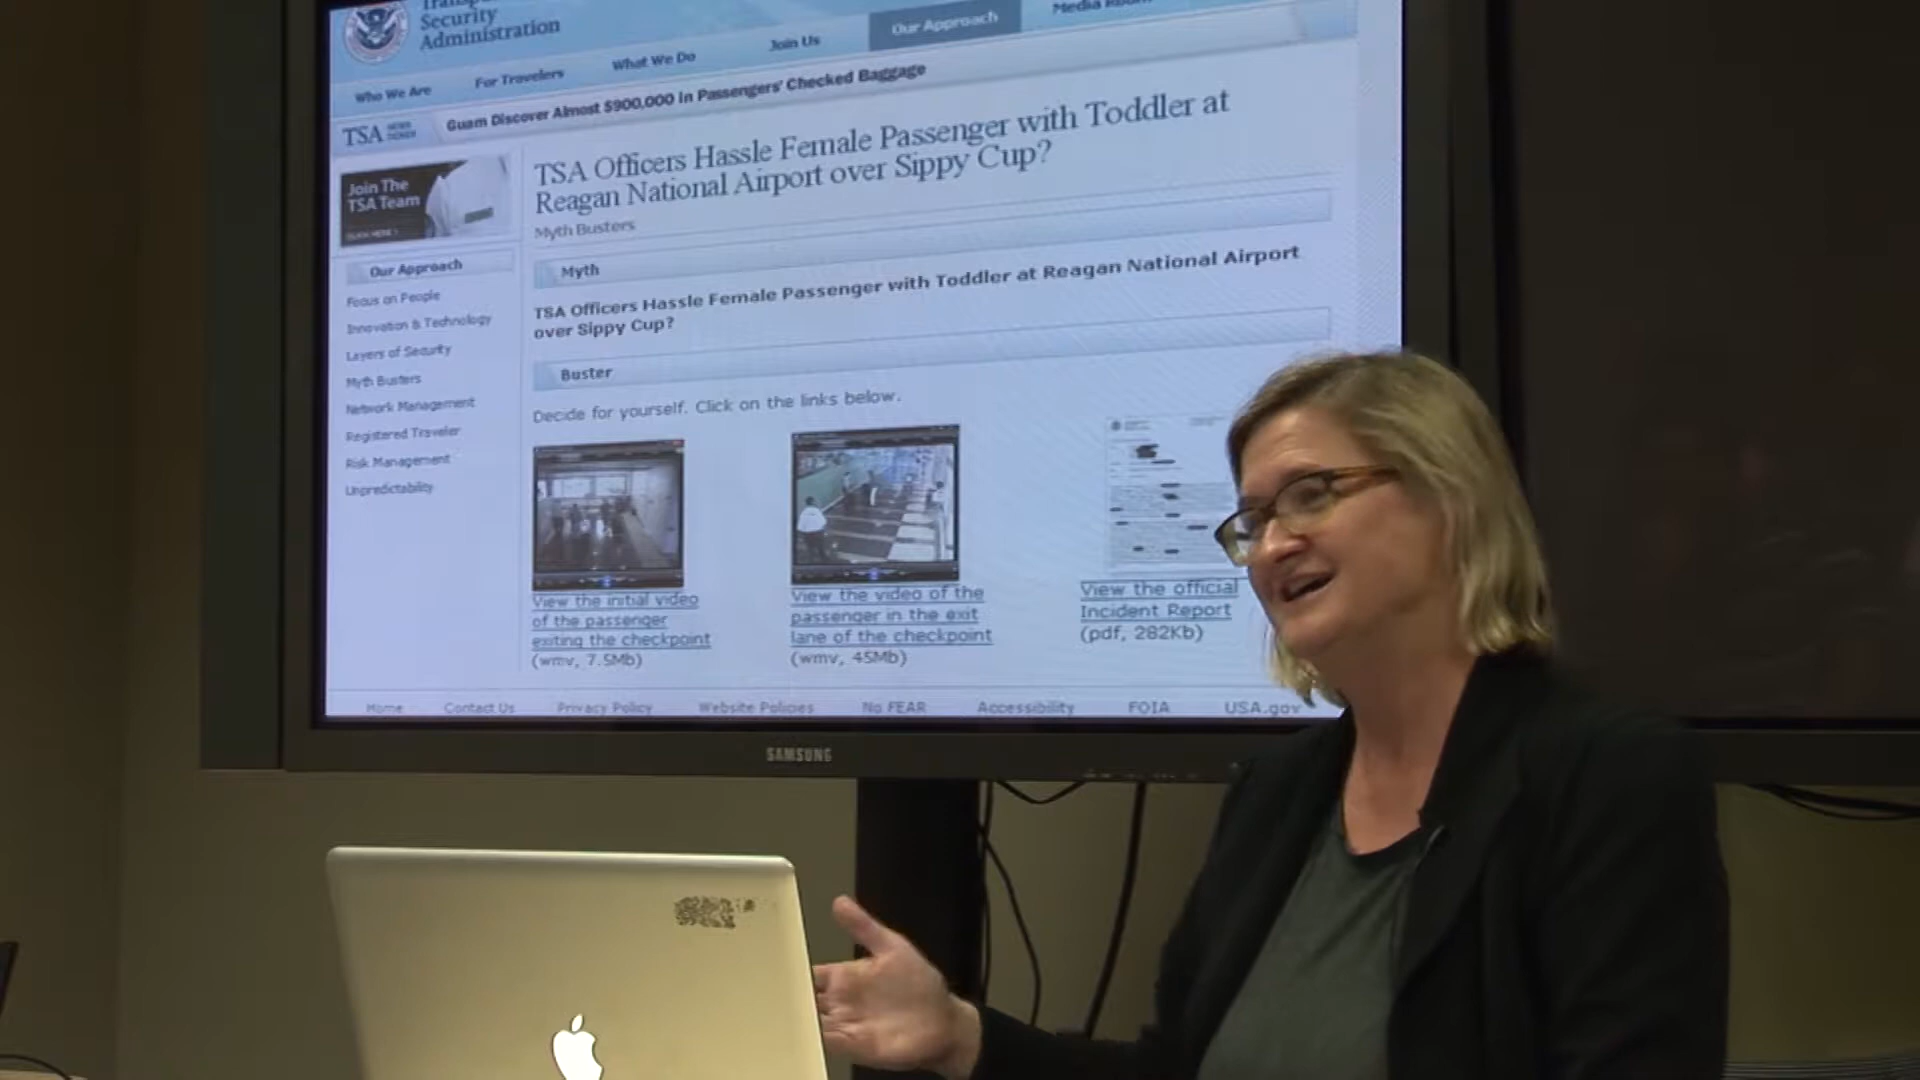 Security
Administration
Who We Are
For Travelers
What We Do
Join Us
Our Approach
Media Room
TSA NEWS
Guam Discover Almost $900,000 in Passengers' Checked Baggage
Join The
TSA Team
TSA Officers Hassle Female Passenger with Toddler at
Reagan National Airport over Sippy Cup?
Myth Busters
Our Approach
Focus on People
Innovation & Technology
Layers of Security
Myth Busters
Network Management
Registered Traveler
Risk Management
Unpredictability
Myth
TSA Officers Hassle Female Passenger with Toddler at Reagan National Airport
over Sippy Cup?
Buster
Decide for yourself. Click on the links below.
View the initial video
of the passenger
exiting the checkpoint
(wmv, 7.5Mb)
View the video of the
passenger in the exit
lane of the checkpoint
(wmv, 45Mb)
View the official
Incident Report
(pdf, 282Kb)
Home
Contact Us
Privacy Policy
Website Policies
No FEAR
Accessibility
FOIA
USA.gov
SAMSUNG